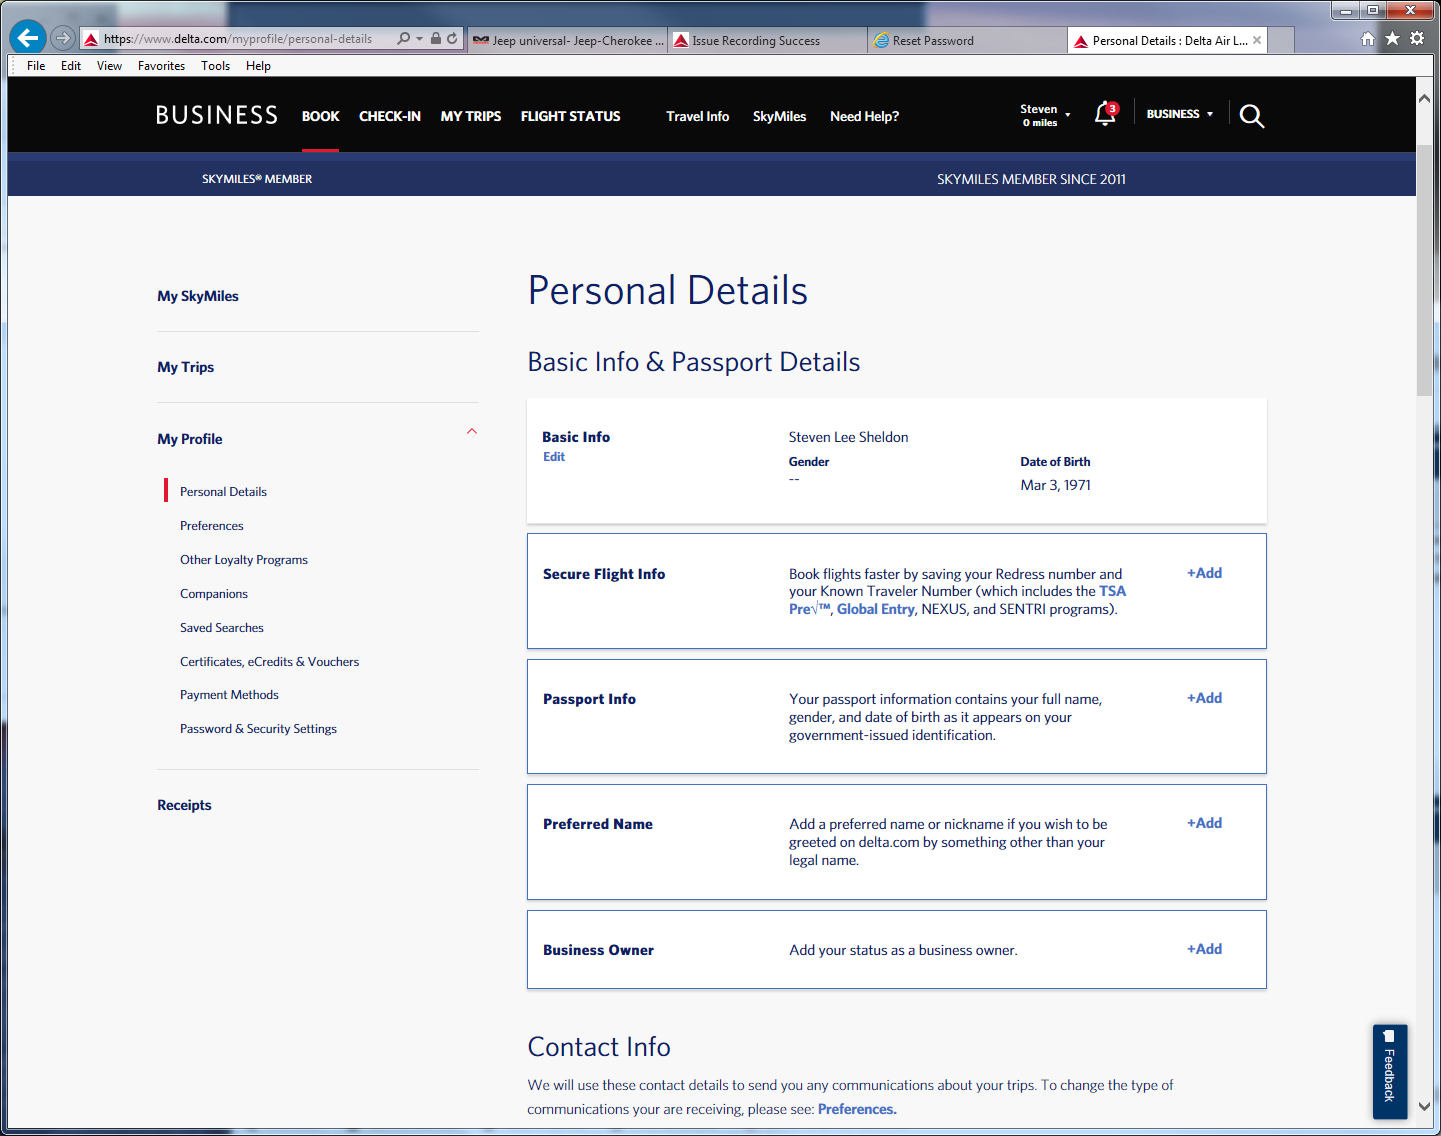 https://www.delta.com/myprofile/personal-details
Jeep universal- Jeep-Cherokee ...
Issue Recording Success
Reset Password
Personal Details : Delta Air L...
File Edit View Favorites Tools Help
BUSINESS
BOOK CHECK-IN MY TRIPS FLIGHT STATUS Travel Info SkyMiles Need Help?
Steven
0 miles
3
BUSINESS
SKYMILES® MEMBER
SKYMILES MEMBER SINCE 2011
My SkyMiles
My Trips
My Profile
Personal Details
Preferences
Other Loyalty Programs
Companions
Saved Searches
Certificates, eCredits & Vouchers
Payment Methods
Password & Security Settings
Receipts
Personal Details
Basic Info & Passport Details
Basic Info
Edit
Steven Lee Sheldon
Gender
--
Date of Birth
Mar 3, 1971
Secure Flight Info
Book flights faster by saving your Redress number and
your Known Traveler Number (which includes the TSA
Pre√™, Global Entry, NEXUS, and SENTRI programs).
+Add
Passport Info
Your passport information contains your full name,
gender, and date of birth as it appears on your
government-issued identification.
+Add
Preferred Name
Add a preferred name or nickname if you wish to be
greeted on delta.com by something other than your
legal name.
+Add
Business Owner
Add your status as a business owner.
+Add
Contact Info
We will use these contact details to send you any communications about your trips. To change the type of
communications your are receiving, please see: Preferences.
Feedback